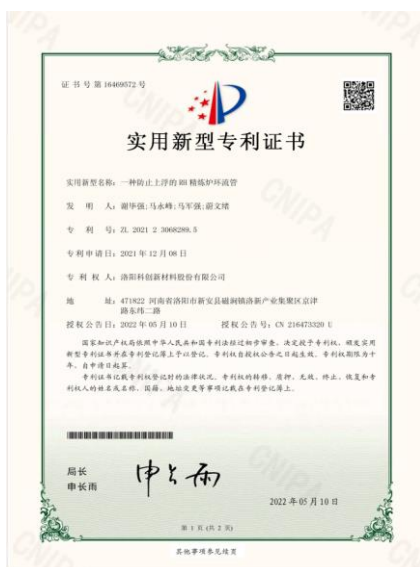 证书号第16469572号
实用新型专利证书
实用新型名称：一种防止上浮的RH精炼炉环流管
发 明 人：谢华强;马永峰;马军强;蔚文绪
专 利 号：ZL 2021 2 3068288.5
专利申请日：2021年12月08日
专 利 权 人：洛阳科创新材料股份有限公司
地 址：471822 河南省洛阳市新安县磁涧镇洛新产业集聚区京津
路东纬二路
授权公告日：2022年05月10日 授权公告号：CN 216473320 U
国家知识产权局依照中华人民共和国专利法经过初步审查，决定授予专利权，颁发实用
新型专利证书并在专利登记簿上予以登记。专利权自授权公告之日起生效。专利权期限为十
年，自申请日起算。
专利证书记载专利权登记时的法律状况。专利权的转移、质押、无效、终止、恢复和专
利权人的姓名或名称、国籍、地址变更等事项记载在专利登记簿上。
局长
申长雨
申长雨
2022年05月10日
第 1 页 (共 2 页)
其他事项参见续页
CNIPA
CNIPA
CNIPA